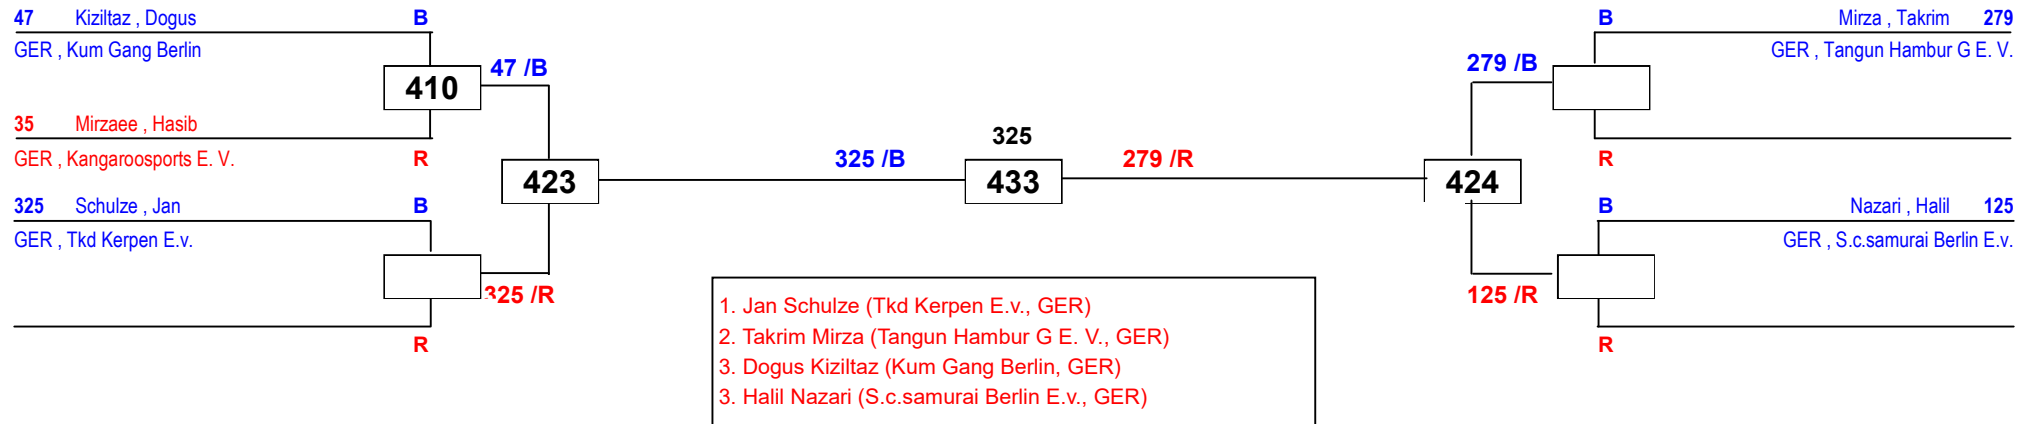 47 Kiziltaz , Dogus B
GER , Kum Gang Berlin
410
47 /B
35 Mirzaee , Hasib
GER , Kangaroosports E. V. R
423
325 Schulze , Jan B
GER , Tkd Kerpen E.v.
325 /R
R
325 /B
325
433
279 /R
B Mirza , Takrim 279
GER , Tangun Hambur G E. V.
279 /B
R
424
B Nazari , Halil 125
GER , S.c.samurai Berlin E.v.
125 /R
R
1. Jan Schulze (Tkd Kerpen E.v., GER)
2. Takrim Mirza (Tangun Hambur G E. V., GER)
3. Dogus Kiziltaz (Kum Gang Berlin, GER)
3. Halil Nazari (S.c.samurai Berlin E.v., GER)